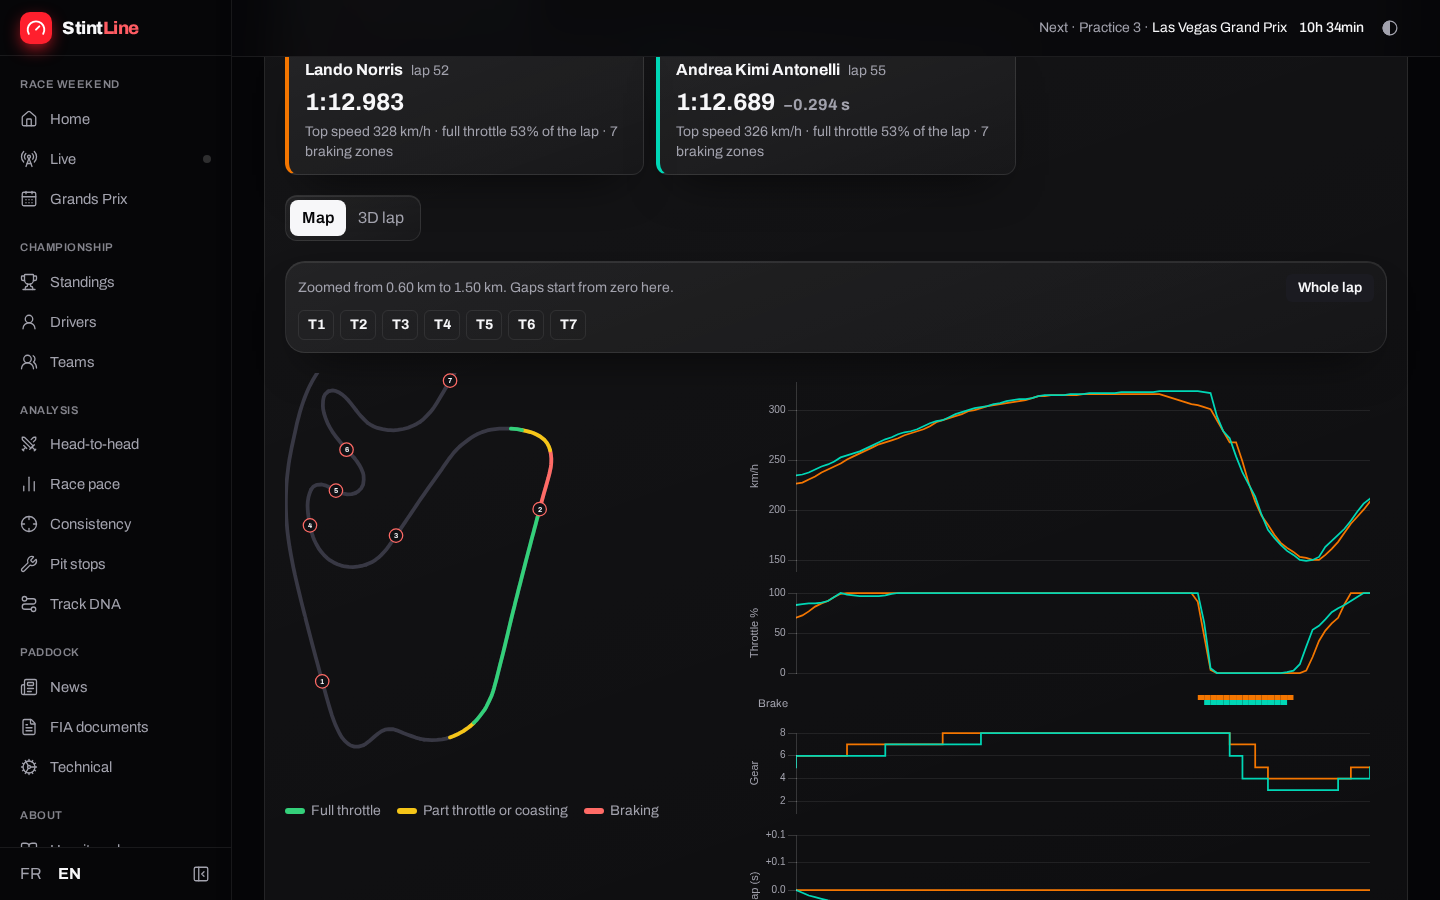 StintLine
Next · Practice 3 · Las Vegas Grand Prix 10h 34min
RACE WEEKEND
Home
Live
Grands Prix
CHAMPIONSHIP
Standings
Drivers
Teams
ANALYSIS
Head-to-head
Race pace
Consistency
Pit stops
Track DNA
PADDOCK
News
FIA documents
Technical
ABOUT
FR EN
Lando Norris lap 52
1:12.983
Top speed 328 km/h · full throttle 53% of the lap · 7
braking zones
Andrea Kimi Antonelli lap 55
1:12.689 −0.294 s
Top speed 326 km/h · full throttle 53% of the lap · 7
braking zones
Map 3D lap
Zoomed from 0.60 km to 1.50 km. Gaps start from zero here.
Whole lap
T1 T2 T3 T4 T5 T6 T7
7
6
5
4
3
2
1
Full throttle Part throttle or coasting Braking
km/h
300
250
200
150
Throttle %
100
50
0
Brake
Gear
8
6
4
2
+0.1
+0.1
0.0